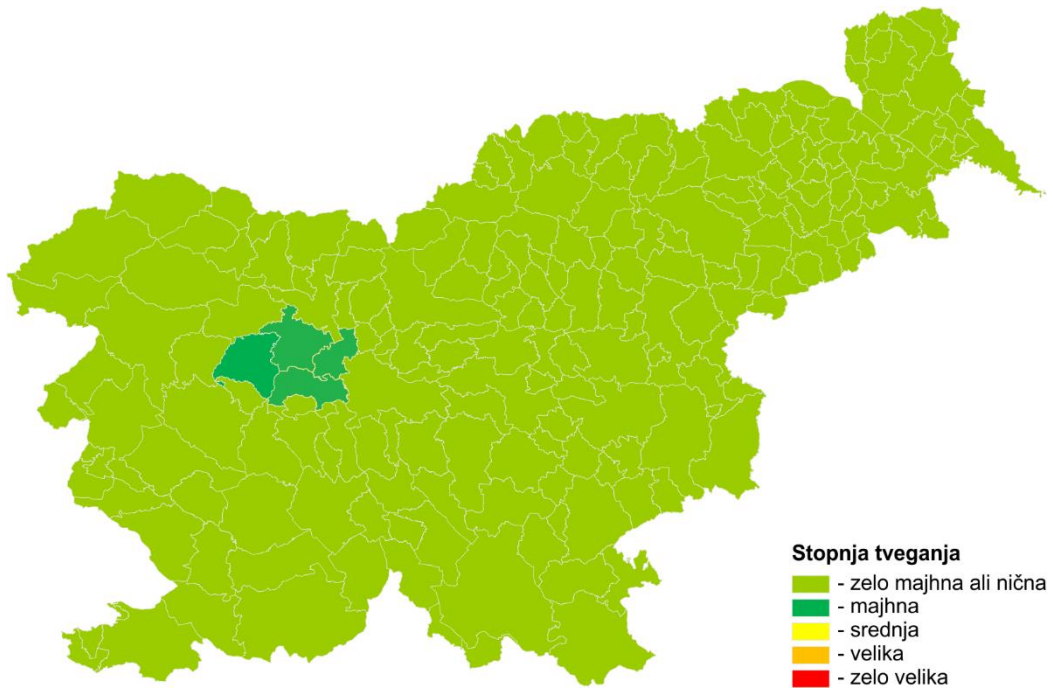 Stopnja tveganja
- zelo majhna ali nična
- majhna
- srednja
- velika
- zelo velika